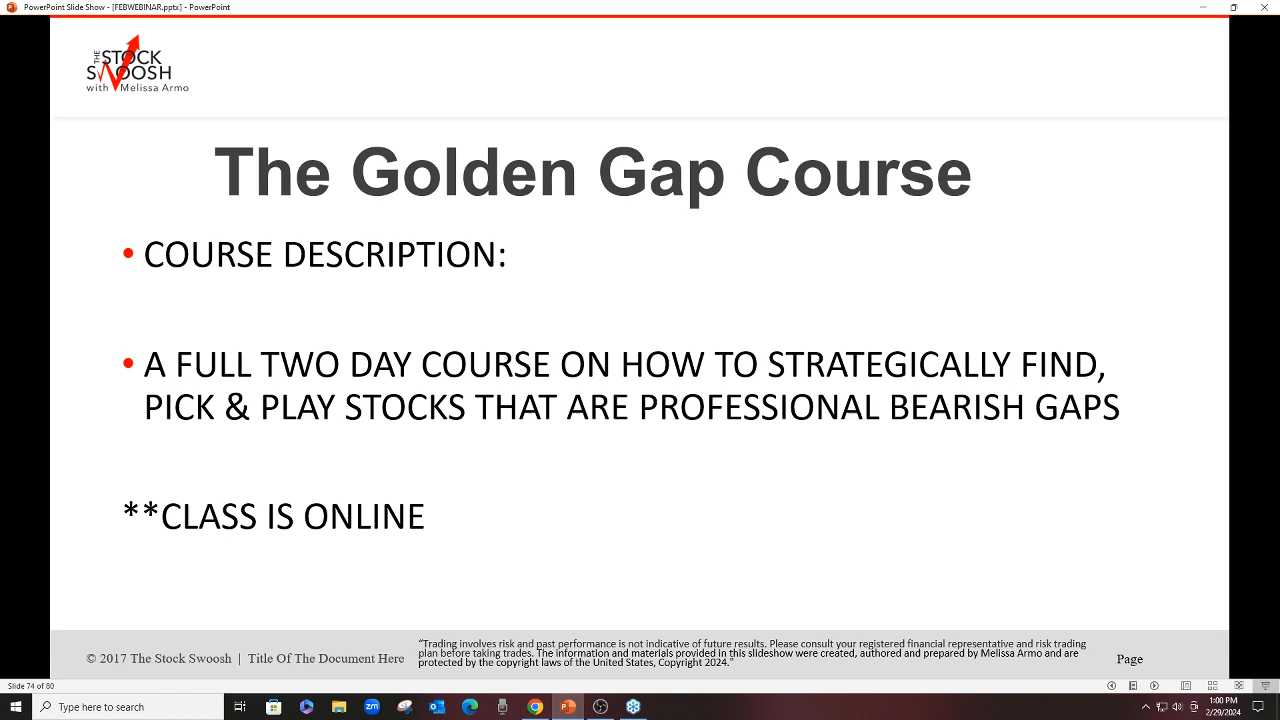 PowerPoint Slide Show - [FEBWEBINAR.pptx] - PowerPoint
THE
STOCK
SWOOSH
with Melissa Armo
The Golden Gap Course
• COURSE DESCRIPTION:
• A FULL TWO DAY COURSE ON HOW TO STRATEGICALLY FIND,
PICK & PLAY STOCKS THAT ARE PROFESSIONAL BEARISH GAPS
**CLASS IS ONLINE
© 2017 The Stock Swoosh | Title Of The Document Here
“Trading involves risk and past performance is not indicative of future results. Please consult your registered financial representative and risk trading
plan before taking trades. The information and materials provided in this slideshow were created, authored and prepared by Melissa Armo and are
protected by the copyright laws of the United States, Copyright 2024."
Page
Slide 74 of 80
Type here to search
zm
1:00 PM
2/29/2024